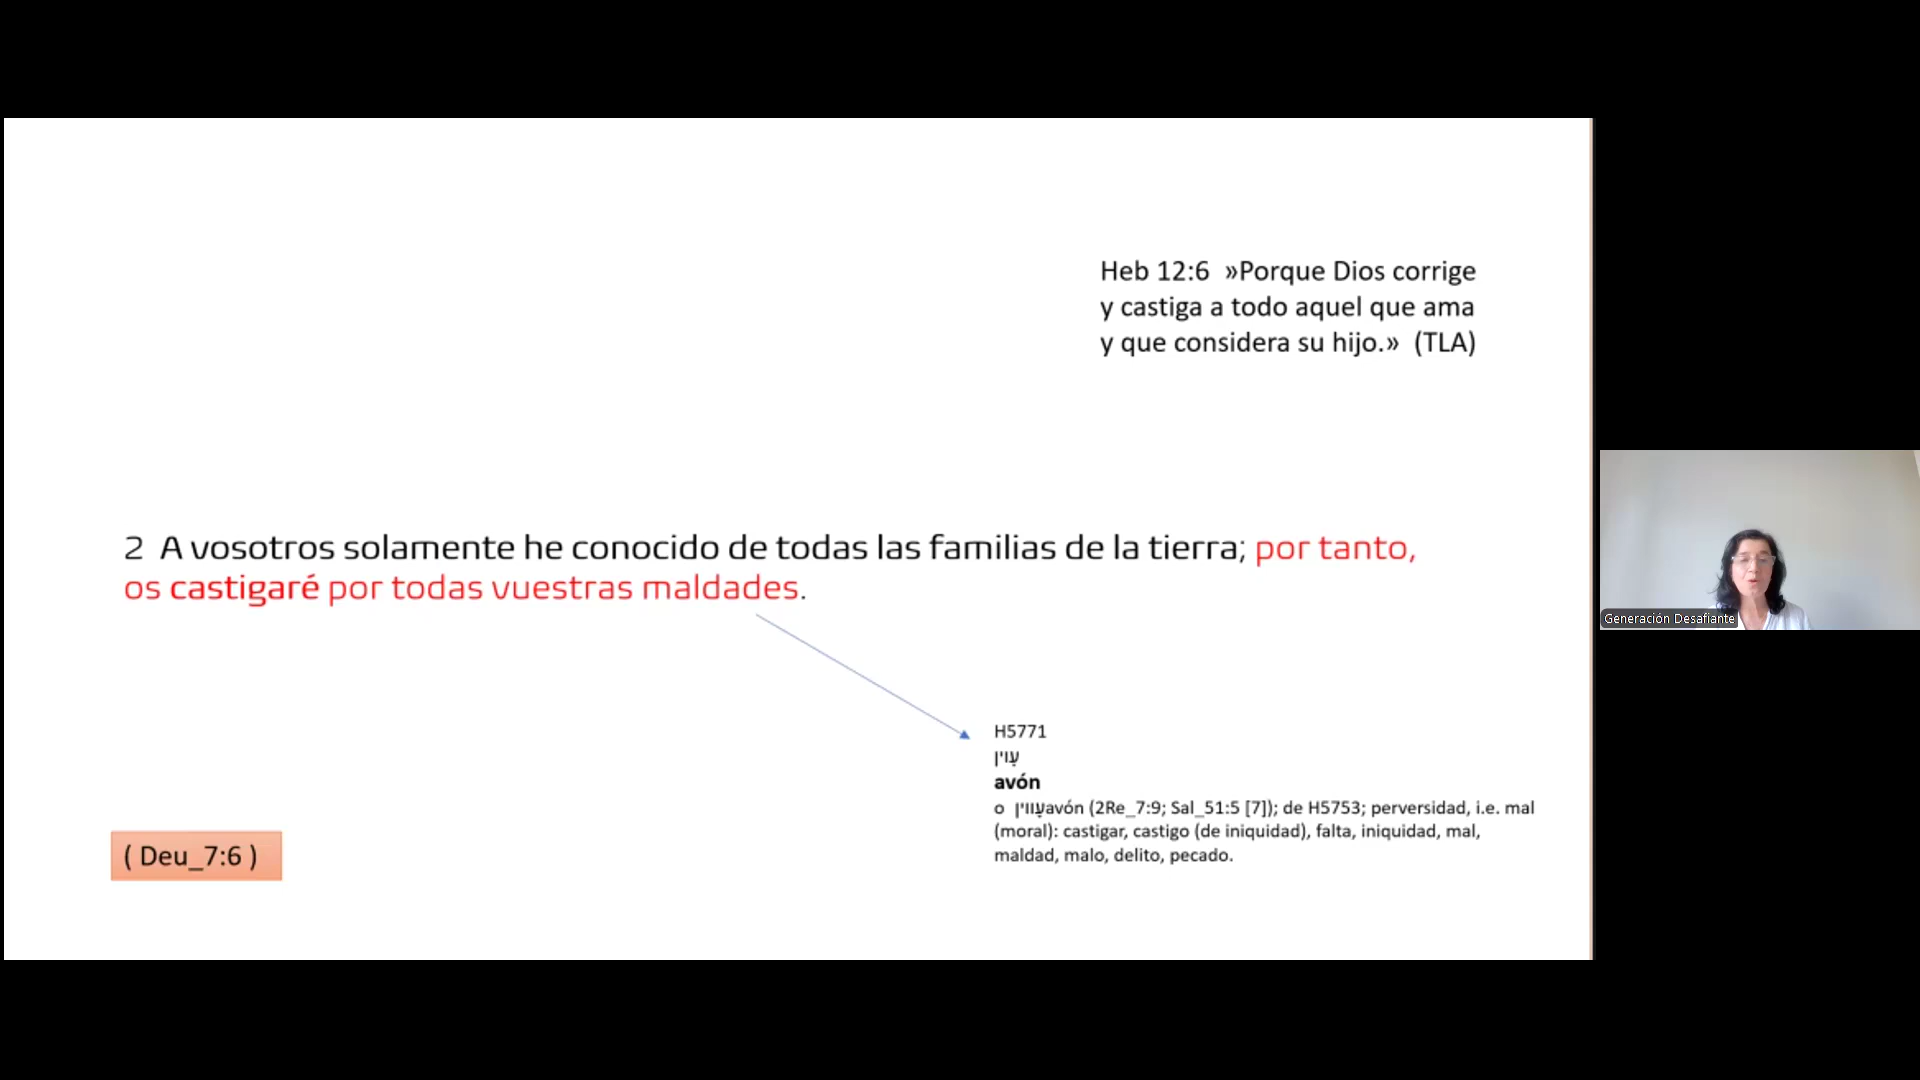 Heb 12:6  »Porque Dios corrige
y castiga a todo aquel que ama
y que considera su hijo.»  (TLA)
2  A vosotros solamente he conocido de todas las familias de la tierra; por tanto,
os castigaré por todas vuestras maldades.
H5771
עָוֹן
avón
o עָווֹןavón (2Re_7:9; Sal_51:5 [7]); de H5753; perversidad, i.e. mal
(moral): castigar, castigo (de iniquidad), falta, iniquidad, mal,
maldad, malo, delito, pecado.
( Deu_7:6 )
Generación Desafiante